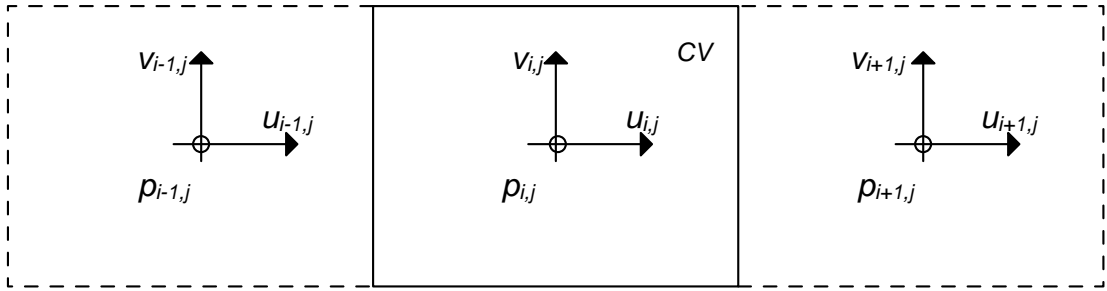 CV
v_{i-1,j} v_{i,j} v_{i+1,j}
u_{i-1,j} u_{i,j} u_{i+1,j}
p_{i-1,j} p_{i,j} p_{i+1,j}